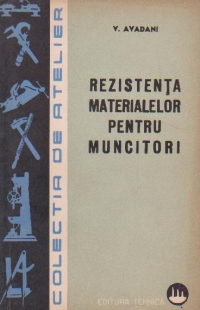 V. AVADANI
REZISTENȚA
MATERIALELOR
PENTRU
MUNCITORI
COLECȚIA DE ATELIER
EDITURA TEHNICĂ